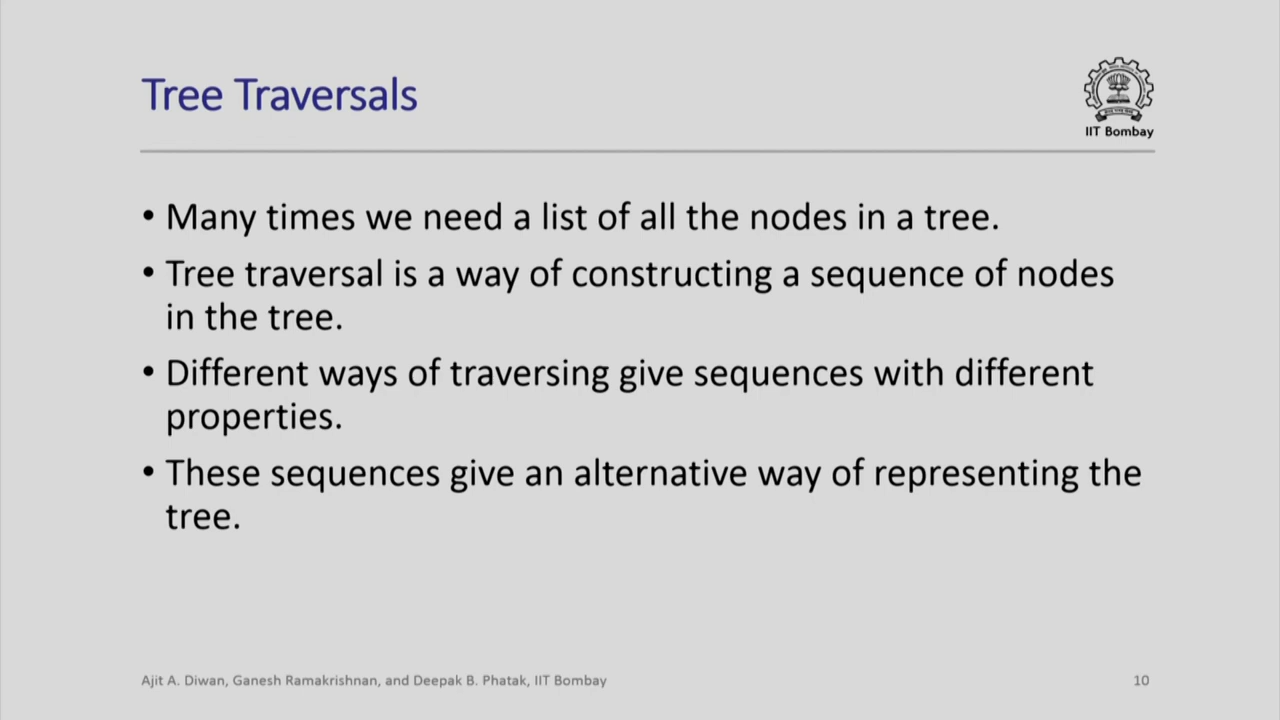 Tree Traversals
IIT Bombay
• Many times we need a list of all the nodes in a tree.
• Tree traversal is a way of constructing a sequence of nodes
in the tree.
• Different ways of traversing give sequences with different
properties.
• These sequences give an alternative way of representing the
tree.
Ajit A. Diwan, Ganesh Ramakrishnan, and Deepak B. Phatak, IIT Bombay
10